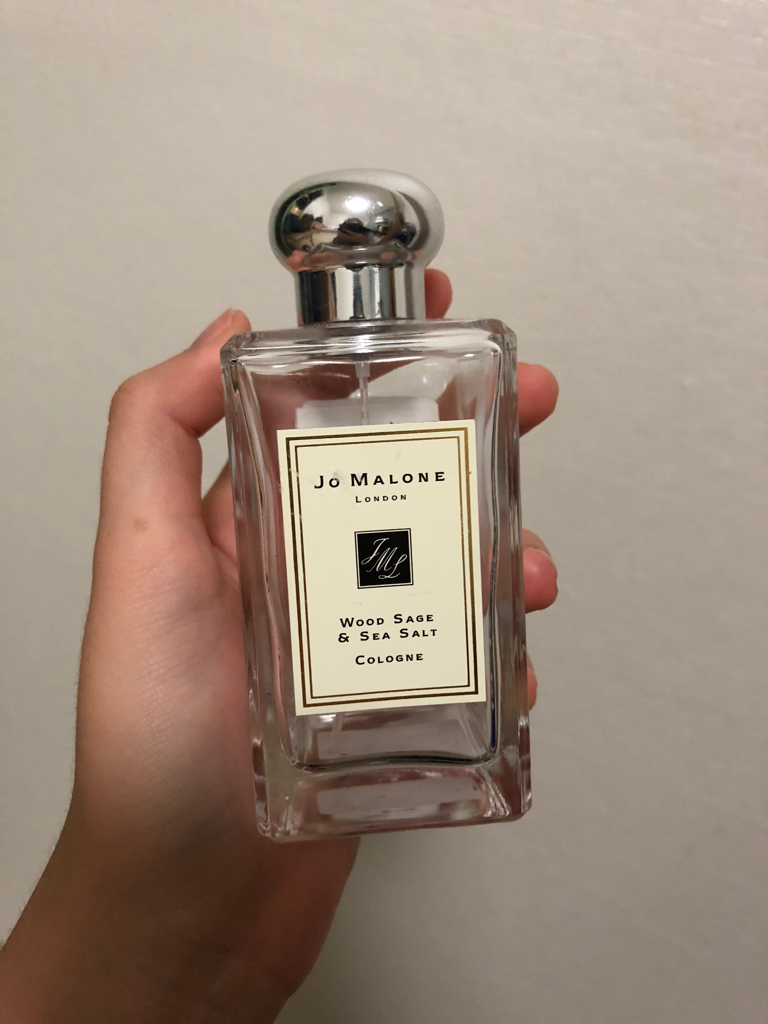 JO MALONE
LONDON
JML
WOOD SAGE
& SEA SALT
COLOGNE